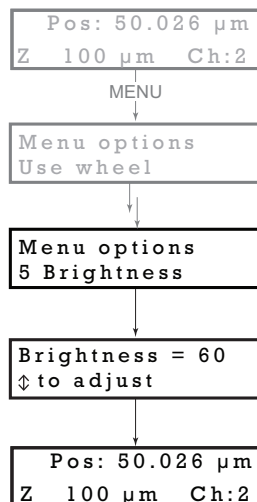 Pos: 50.026 µm
Z 100 µm Ch:2
MENU
Menu options
Use wheel
Menu options
5 Brightness
Brightness = 60
↕ to adjust
Pos: 50.026 µm
Z 100 µm Ch:2